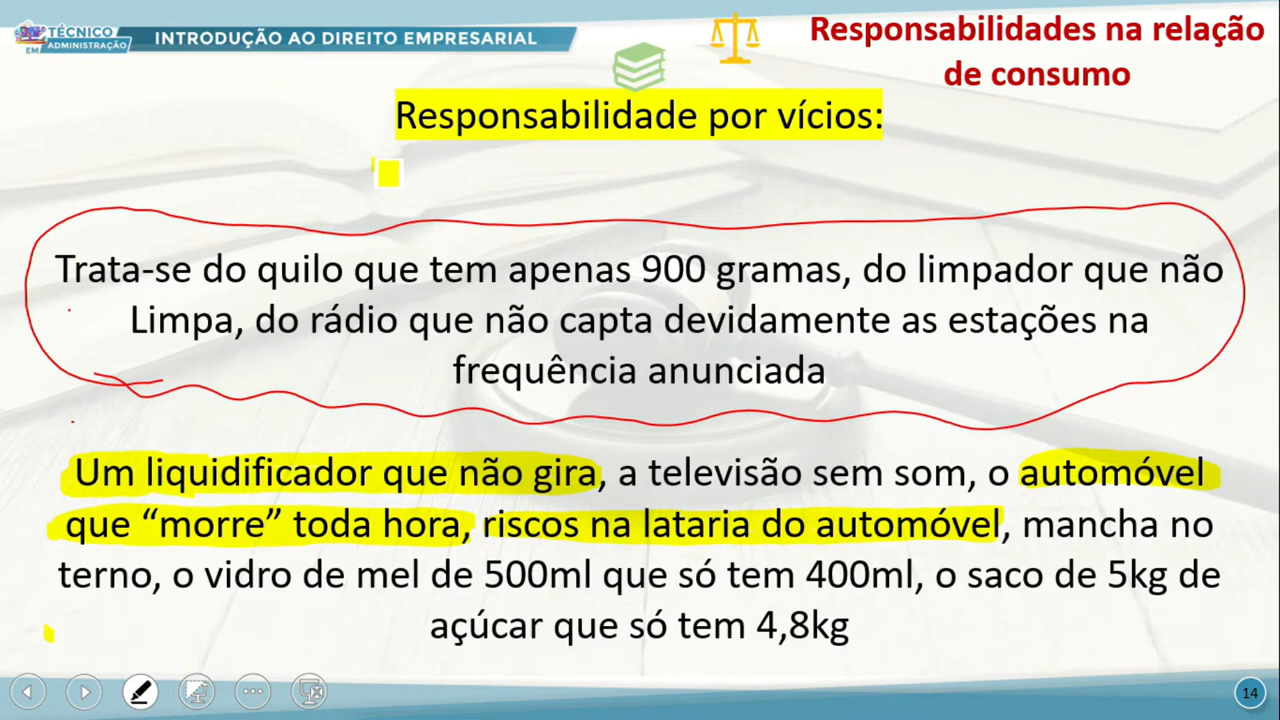 TÉCNICO
EM ADMINISTRAÇÃO
INTRODUÇÃO AO DIREITO EMPRESARIAL
Responsabilidades na relação
de consumo
Responsabilidade por vícios:
Trata-se do quilo que tem apenas 900 gramas, do limpador que não
Limpa, do rádio que não capta devidamente as estações na
frequência anunciada
Um liquidificador que não gira, a televisão sem som, o automóvel
que “morre” toda hora, riscos na lataria do automóvel, mancha no
terno, o vidro de mel de 500ml que só tem 400ml, o saco de 5kg de
açúcar que só tem 4,8kg
14